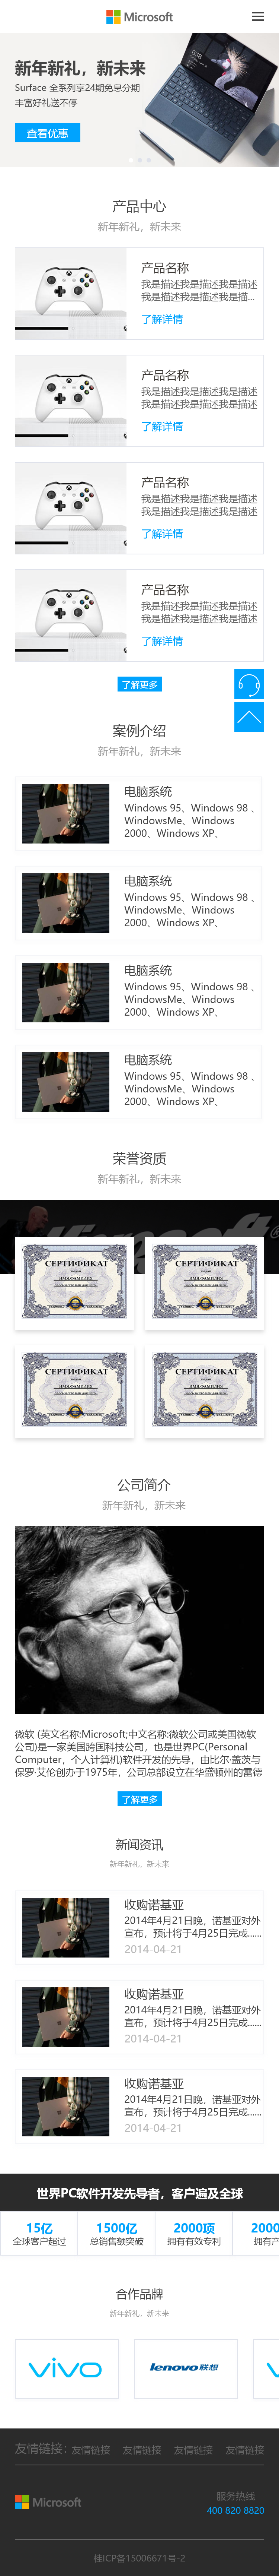 Microsoft
新年新礼，新未来
Surface 全系列享24期免息分期
丰富好礼送不停
查看优惠
产品中心
新年新礼，新未来
产品名称
我是描述我是描述我是描述
我是描述我是描述我是描...
了解详情
产品名称
我是描述我是描述我是描述
我是描述我是描述我是描述
了解详情
产品名称
我是描述我是描述我是描述
我是描述我是描述我是描述
了解详情
产品名称
我是描述我是描述我是描述
我是描述我是描述我是描述
了解详情
了解更多
案例介绍
新年新礼，新未来
电脑系统
Windows 95、Windows 98 、
WindowsMe、Windows
2000、Windows XP、
电脑系统
Windows 95、Windows 98 、
WindowsMe、Windows
2000、Windows XP、
电脑系统
Windows 95、Windows 98 、
WindowsMe、Windows
2000、Windows XP、
电脑系统
Windows 95、Windows 98 、
WindowsMe、Windows
2000、Windows XP、
荣誉资质
新年新礼，新未来
СЕРТИФИКАТ
СЕРТИФИКАТ
СЕРТИФИКАТ
СЕРТИФИКАТ
公司简介
新年新礼，新未来
微软 (英文名称:Microsoft;中文名称:微软公司或美国微软
公司)是一家美国跨国科技公司，也是世界PC(Personal
Computer，个人计算机)软件开发的先导，由比尔·盖茨与
保罗·艾伦创办于1975年，公司总部设立在华盛顿州的雷德
了解更多
新闻资讯
新年新礼，新未来
收购诺基亚
2014年4月21日晚，诺基亚对外
宣布，预计将于4月25日完成......
2014-04-21
收购诺基亚
2014年4月21日晚，诺基亚对外
宣布，预计将于4月25日完成......
2014-04-21
收购诺基亚
2014年4月21日晚，诺基亚对外
宣布，预计将于4月25日完成......
2014-04-21
世界PC软件开发先导者，客户遍及全球
15亿 1500亿 2000项 2000
全球客户超过 总销售额突破 拥有有效专利 拥有产
合作品牌
新年新礼，新未来
vivo lenovo联想
友情链接： 友情链接 友情链接 友情链接 友情链接
Microsoft
服务热线
400 820 8820
桂ICP备15006671号-2